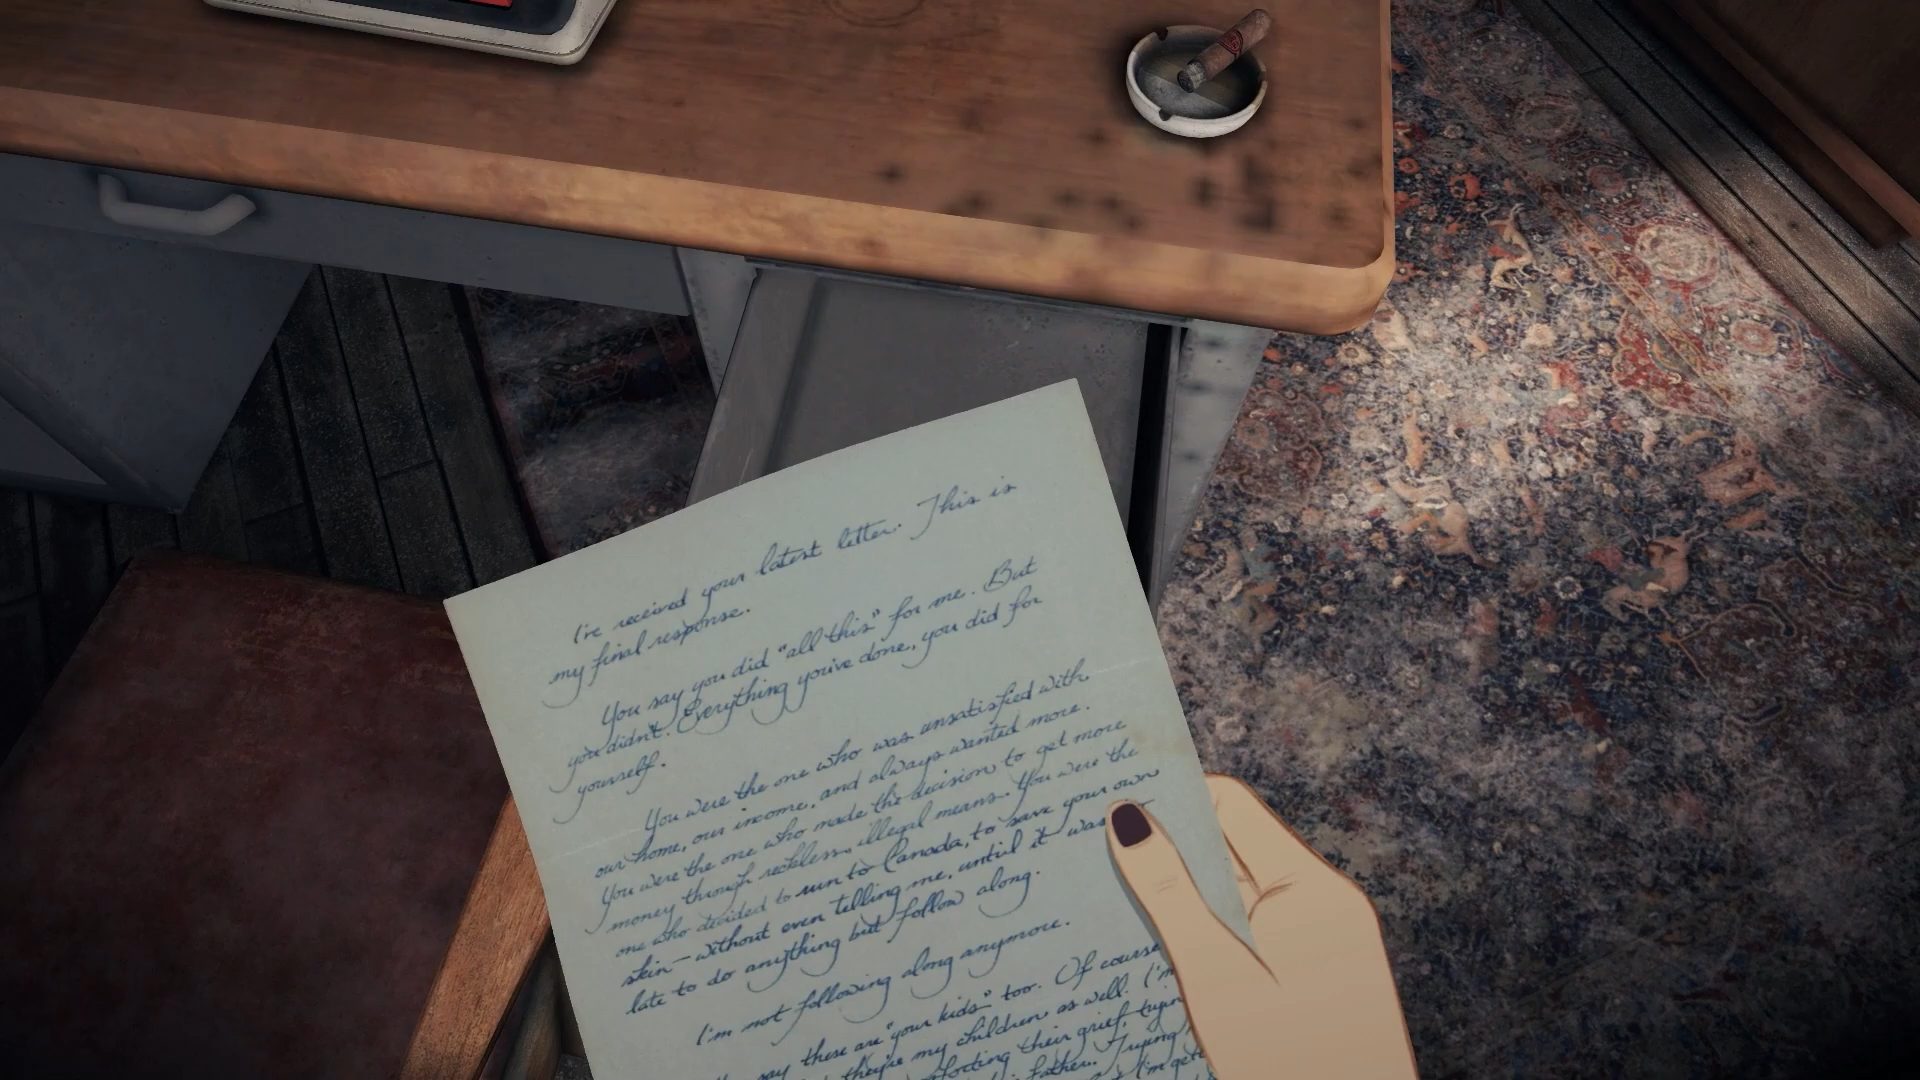 I've received your latest letter. This is
my final response.
You say you did "all this" for me. But
you didn't. Everything you've done, you did for
yourself.
You were the one who was unsatisfied with
our home, our income, and always wanted more.
You were the one who made the decision to get more
money through reckless, illegal means. You were the
one who decided to run to Canada, to save your own
skin – without even telling me, until it was
late to do anything but follow along.
I'm not following along anymore.
say these are "your kids" too. Of course
they're my children as well. I'm
their grief, trying
father. Trying
I'm